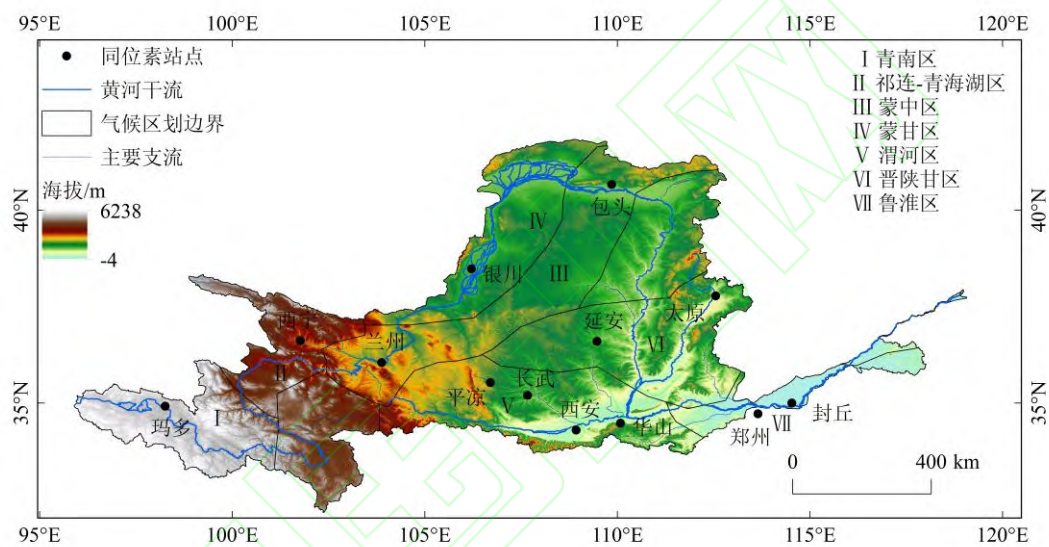 95°E 100°E 105°E 110°E 115°E 120°E
同位素站点
黄河干流
气候区划边界
主要支流
海拔/m
6238
-4
I 青南区
II 祁连-青海湖区
III 蒙中区
IV 蒙甘区
V 渭河区
VI 晋陕甘区
VII 鲁淮区
40°N 40°N
包头
IV
银川
III
太原
西宁
兰州
延安
VI
II
长武
平凉
V
西安
35°N 35°N
I
玛多
华山
郑州
VII
封丘
0 400 km
95°E 100°E 105°E 110°E 115°E 120°E